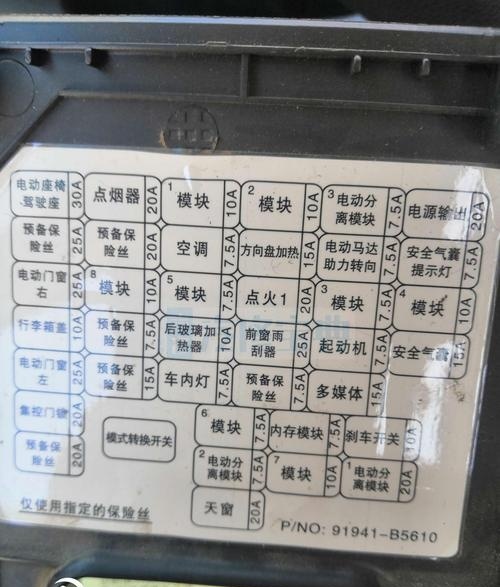 电动座椅 驾驶座 30A 点烟器 20A 1 模块 10A 2 模块 10A 3 电动分离模块 7.5A 电源输出 20A
预备保险丝 25A 预备保险丝 20A 空调 7.5A 方向盘加热 15A 电动马达助力转向 7.5A 安全气囊提示灯 7.5A
电动门窗右 25A 8 模块 10A 5 模块 7.5A 点火1 20A 3 模块 7.5A 4 模块 10A
行李箱盖 10A 预备保险丝 7.5A 后玻璃加热器 10A 前窗雨刮器 25A 起动机 7.5A 安全气囊 15A
电动门窗左 25A 预备保险丝 15A 车内灯 7.5A 预备保险丝 7.5A 多媒体 15A
集控门锁 20A 6 模块 7.5A 内存模块 7.5A 刹车开关 10A
预备保险丝 20A 模式转换开关 2 电动分离模块 7.5A 7 模块 10A 1 电动分离模块 20A
天窗 20A
仅使用指定的保险丝 P/NO: 91941-B5610